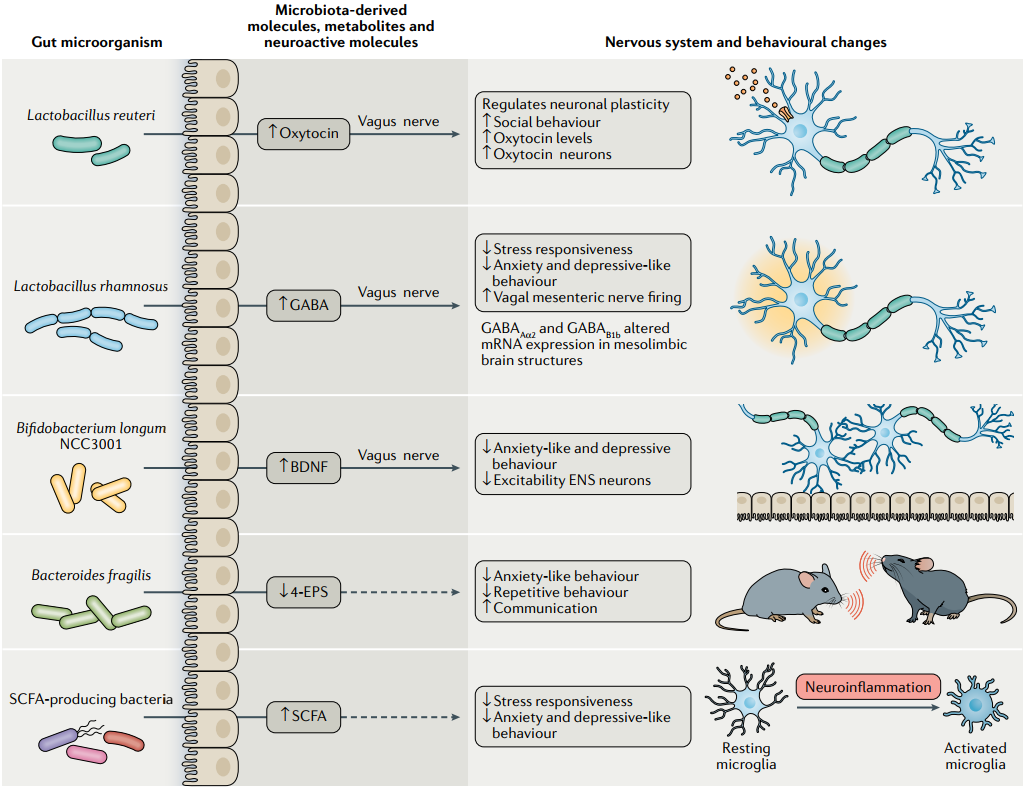 Gut microorganism
Microbiota-derived
molecules, metabolites and
neuroactive molecules
Nervous system and behavioural changes
Lactobacillus reuteri
↑Oxytocin
Vagus nerve
Regulates neuronal plasticity
↑Social behaviour
↑Oxytocin levels
↑Oxytocin neurons
Lactobacillus rhamnosus
↑GABA
Vagus nerve
↓Stress responsiveness
↓Anxiety and depressive-like
behaviour
↑Vagal mesenteric nerve firing
GABAAα2 and GABAB1b altered
mRNA expression in mesolimbic
brain structures
Bifidobacterium longum
NCC3001
↑BDNF
Vagus nerve
↓Anxiety-like and depressive
behaviour
↓Excitability ENS neurons
Bacteroides fragilis
↓4-EPS
↓Anxiety-like behaviour
↓Repetitive behaviour
↑Communication
SCFA-producing bacteria
↑SCFA
↓Stress responsiveness
↓Anxiety and depressive-like
behaviour
Neuroinflammation
Resting
microglia
Activated
microglia